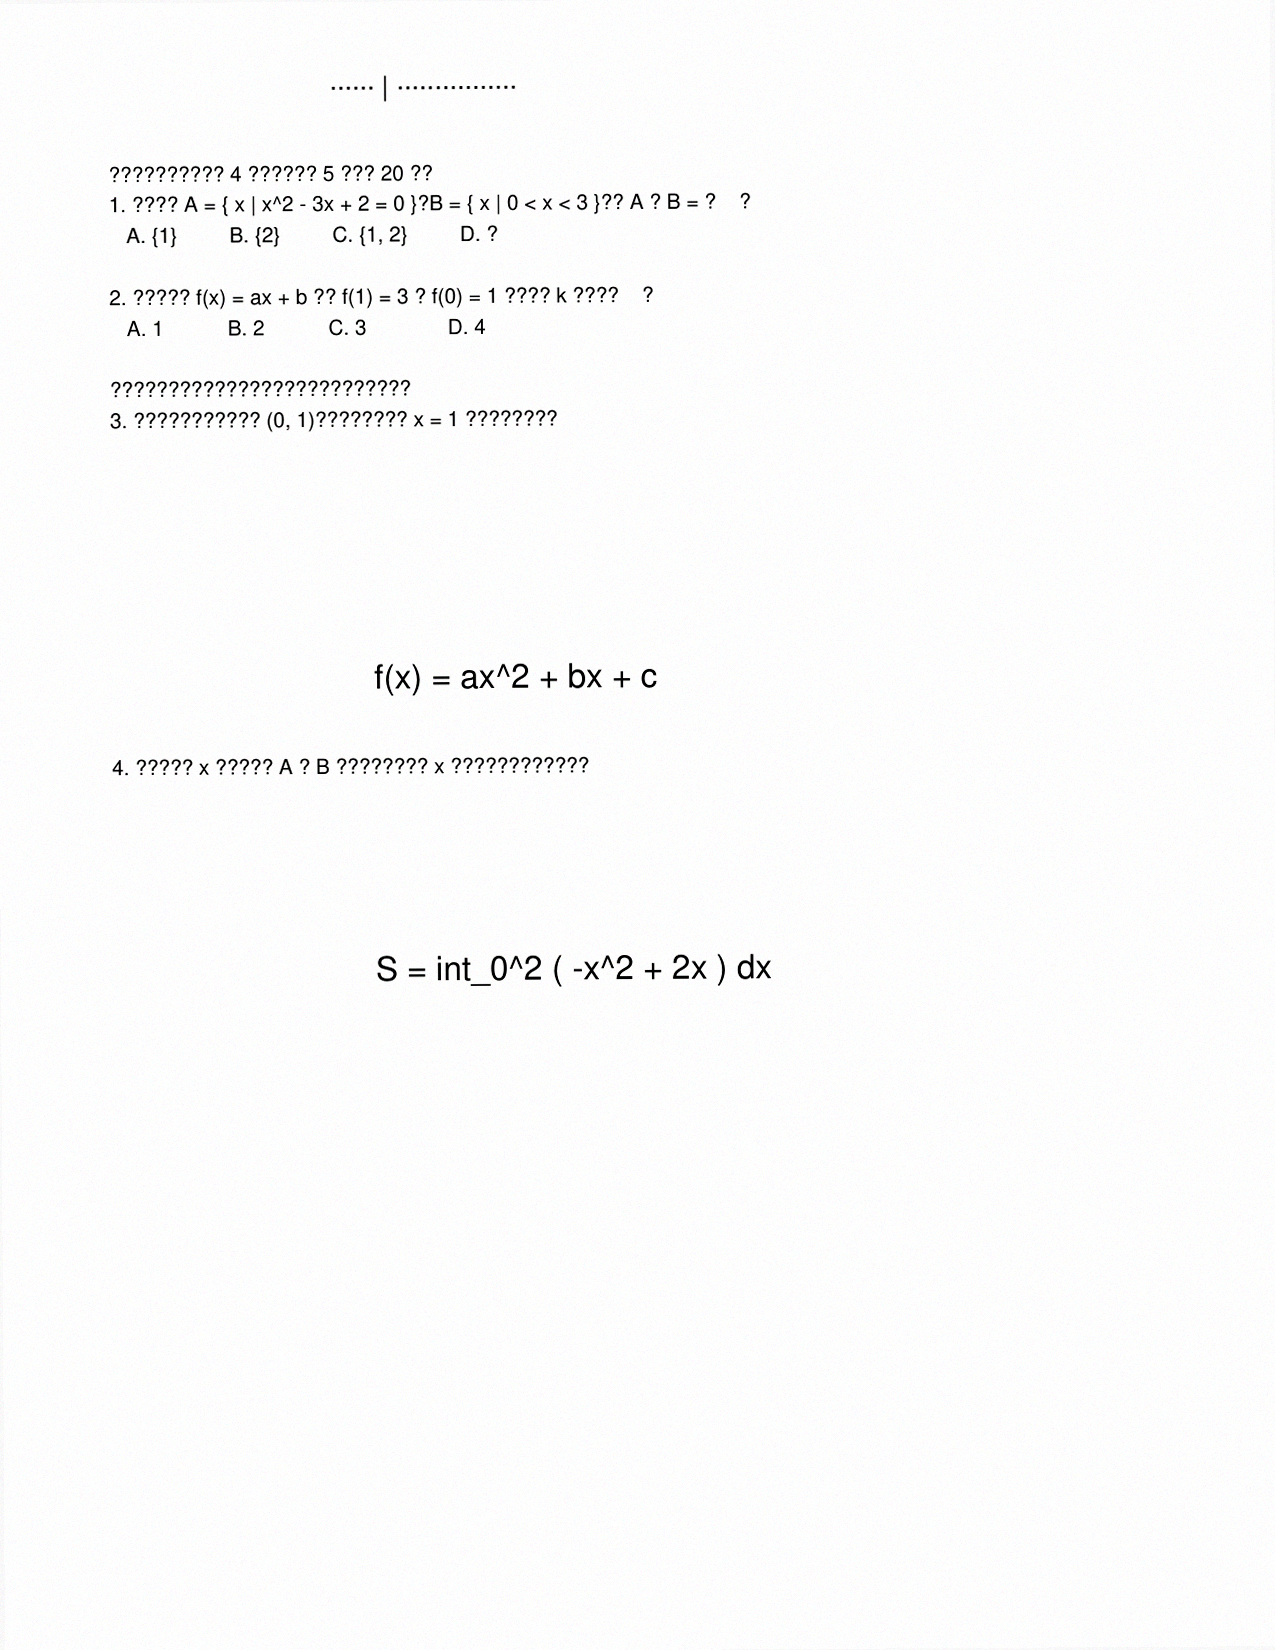 ······ | ················
?????????? 4 ?????? 5 ??? 20 ??
1. ???? A = { x | x^2 - 3x + 2 = 0 }?B = { x | 0 < x < 3 }?? A ? B = ? ?
A. {1} B. {2} C. {1, 2} D. ?
2. ????? f(x) = ax + b ?? f(1) = 3 ? f(0) = 1 ???? k ???? ?
A. 1 B. 2 C. 3 D. 4
??????????????????????????
3. ??????????? (0, 1)???????? x = 1 ????????
f(x) = ax^2 + bx + c
4. ????? x ????? A ? B ???????? x ????????????
S = int_0^2 ( -x^2 + 2x ) dx